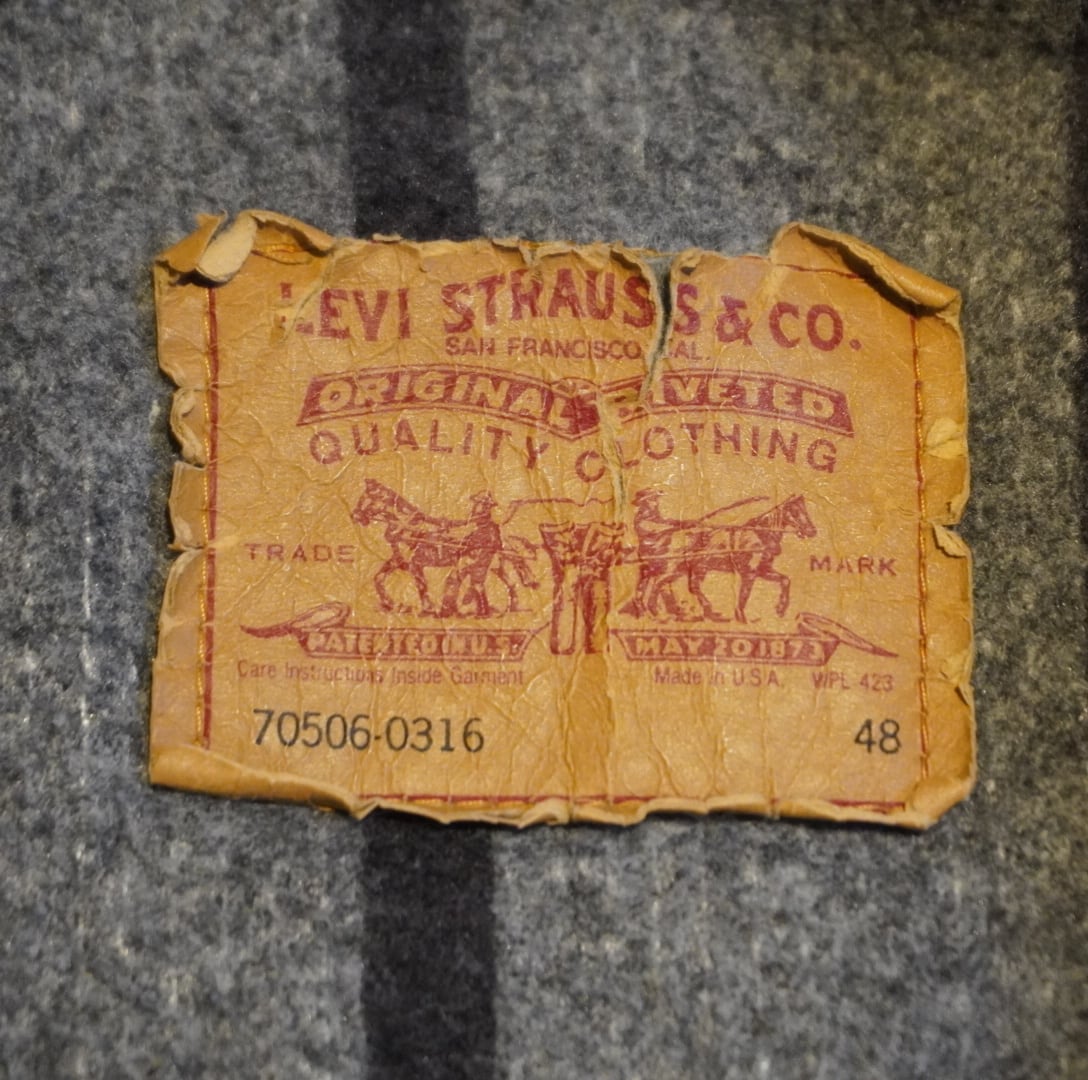 LEVI STRAUSS & CO.
SAN FRANCISCO, CAL.
ORIGINAL RIVETED
QUALITY CLOTHING
TRADE MARK
PATENTED IN U.S. MAY 20 1873
Care Instructions Inside Garment Made in U.S.A. WPL 423
70506-0316 48